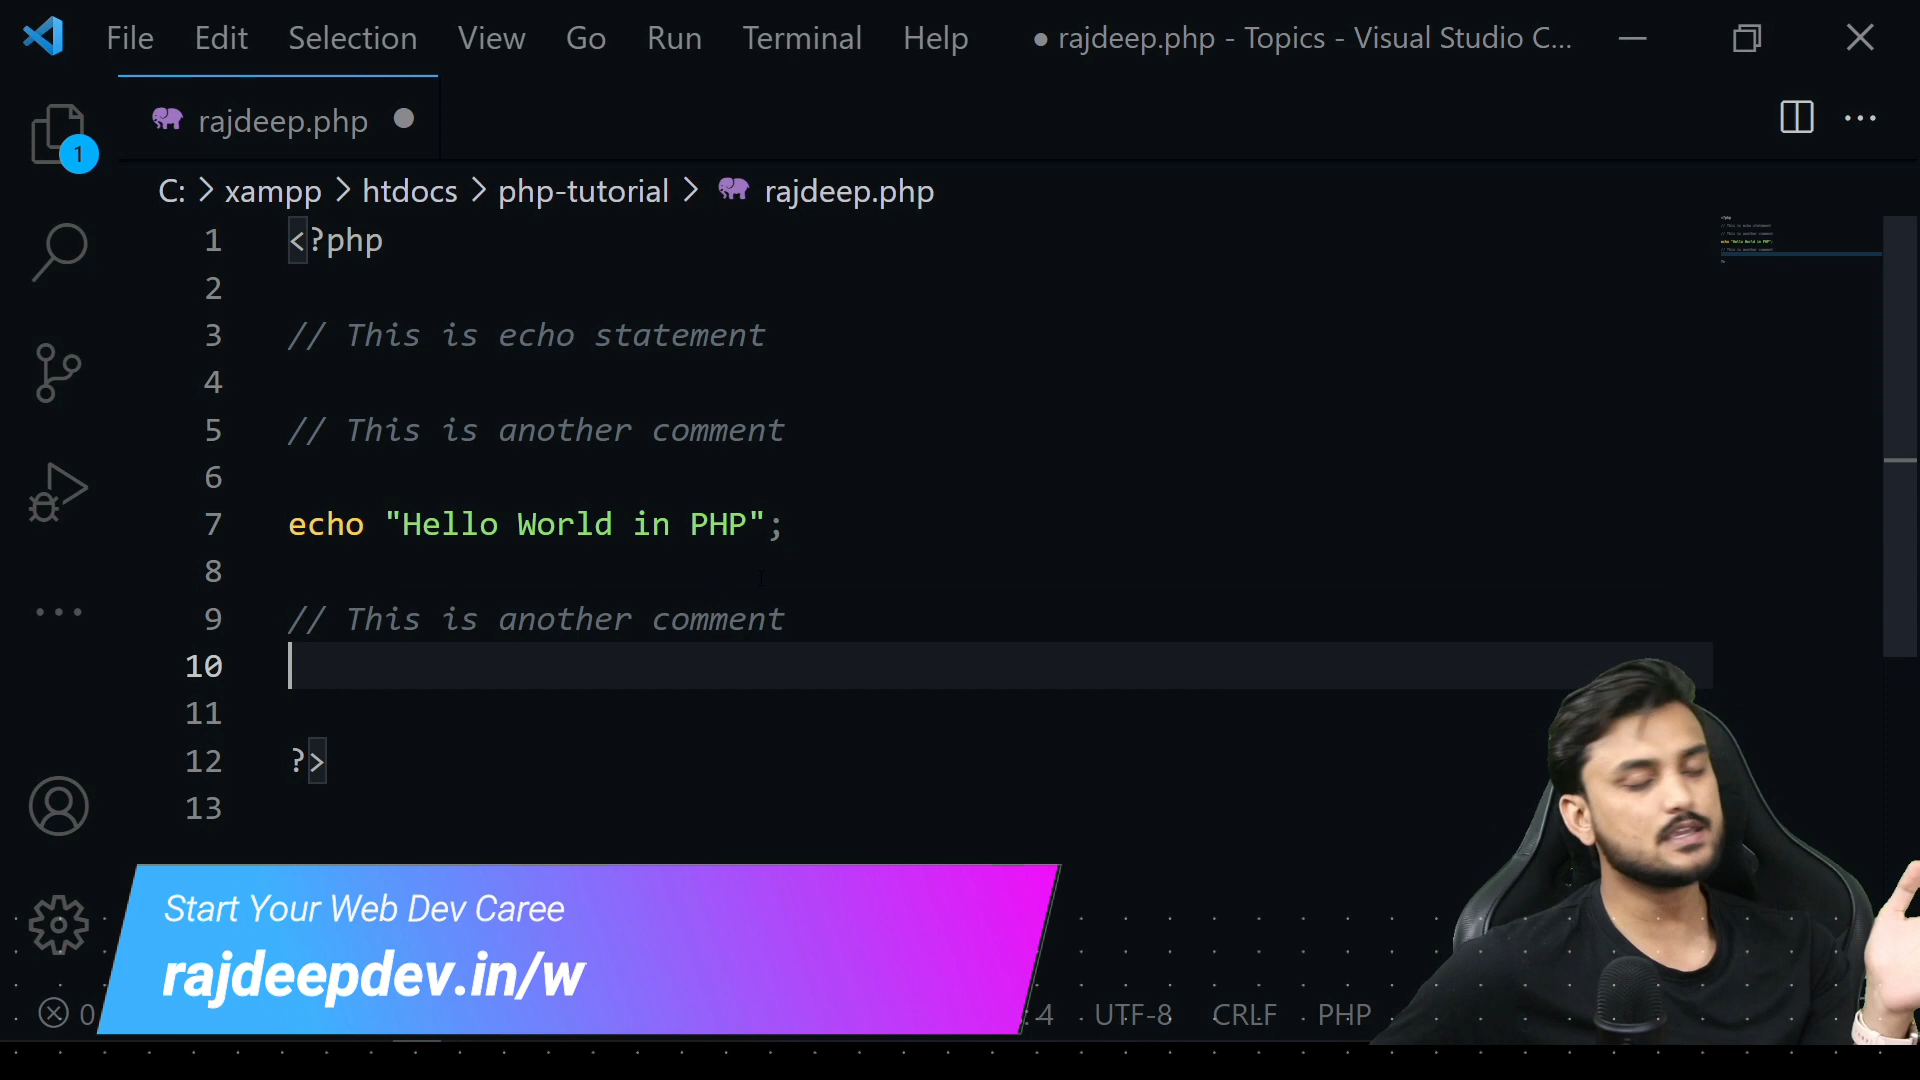 File Edit Selection View Go Run Terminal Help ● rajdeep.php - Topics - Visual Studio C...
rajdeep.php
1
C: > xampp > htdocs > php-tutorial > rajdeep.php
1 <?php
2
3 // This is echo statement
4
5 // This is another comment
6
7 echo "Hello World in PHP";
8
9 // This is another comment
10
11
12 ?>
13
Start Your Web Dev Caree
rajdeepdev.in/w
0 : 4 UTF-8 CRLF PHP